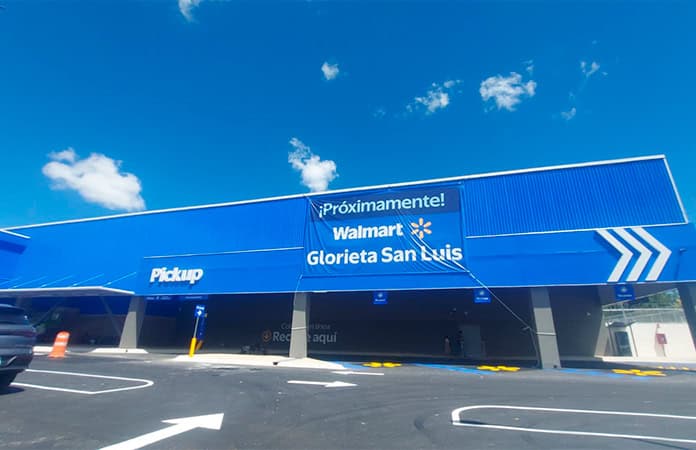 ¡Próximamente!
Walmart
Glorieta San Luis
Pickup
Recoge aquí